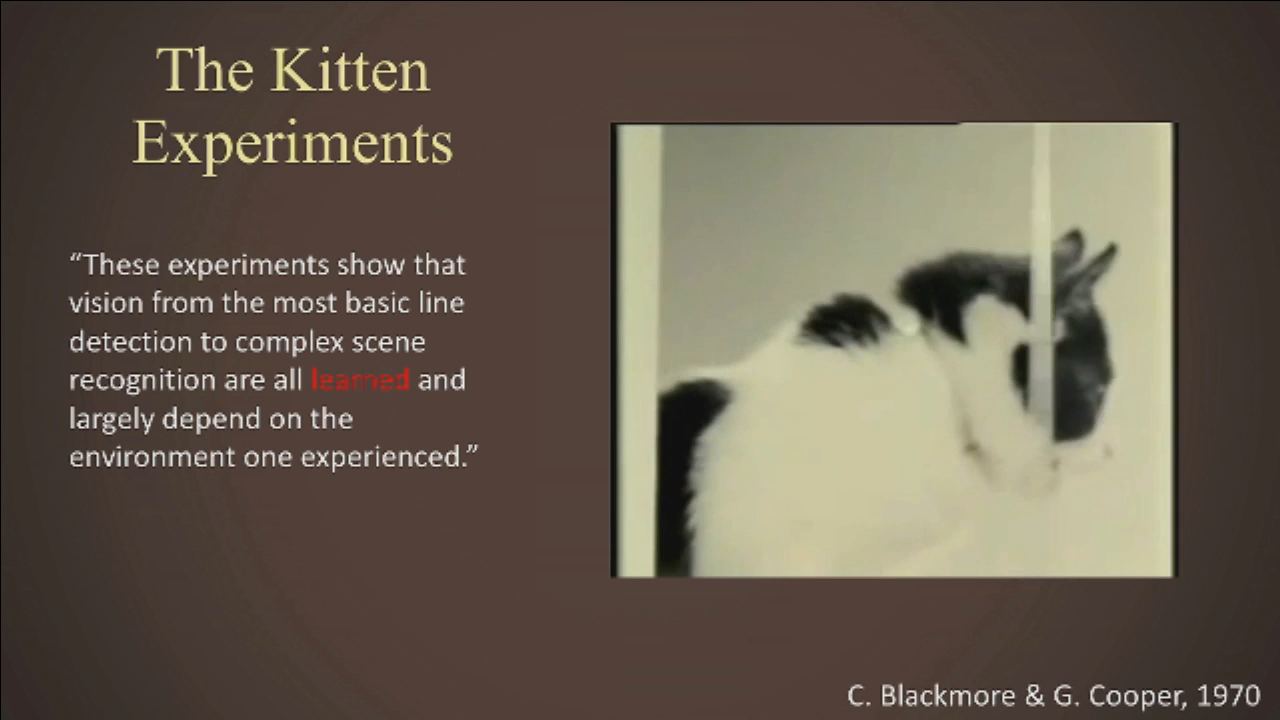 The Kitten
Experiments
“These experiments show that
vision from the most basic line
detection to complex scene
recognition are all learned and
largely depend on the
environment one experienced.”
C. Blackmore & G. Cooper, 1970